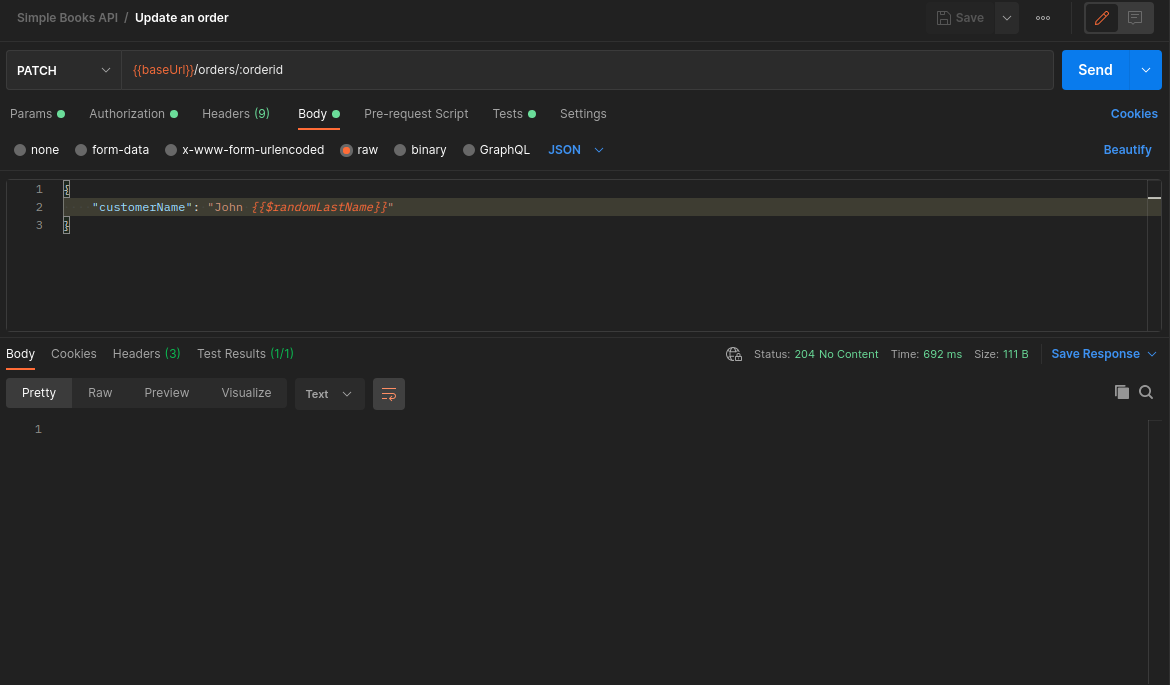 Simple Books API / Update an order
Save
PATCH
{{baseUrl}}/orders/:orderid
Send
Params Authorization Headers (9) Body Pre-request Script Tests Settings Cookies
none form-data x-www-form-urlencoded raw binary GraphQL JSON Beautify
1 {
2 "customerName": "John {{$randomLastName}}"
3 }
Body Cookies Headers (3) Test Results (1/1) Status: 204 No Content Time: 692 ms Size: 111 B Save Response
Pretty Raw Preview Visualize Text
1